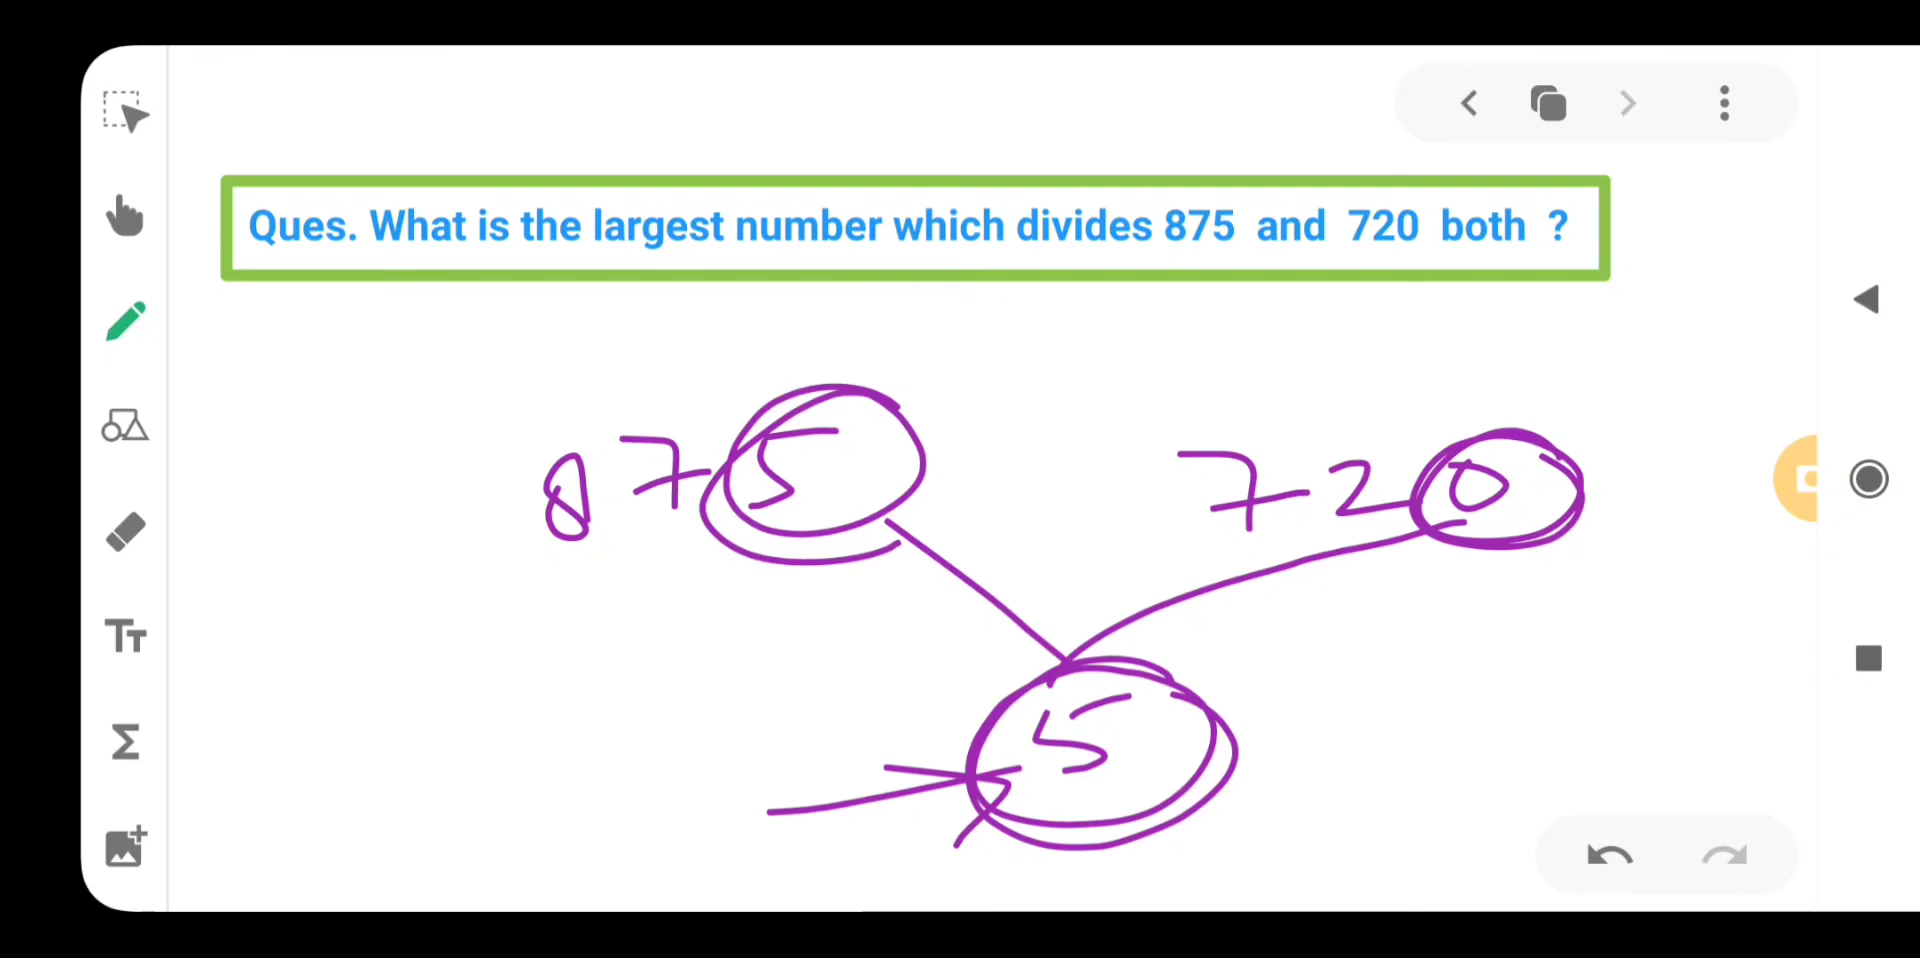 Ques. What is the largest number which divides 875 and 720 both ?
875 720
5